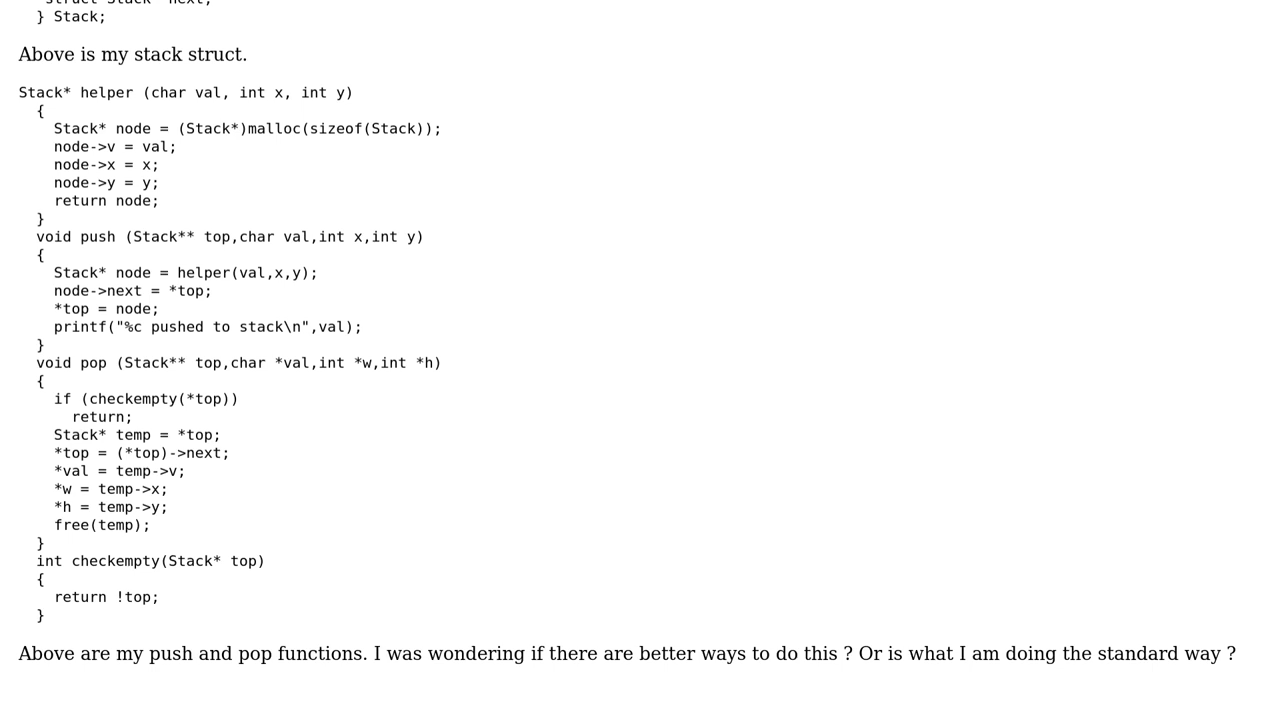 struct Stack* next;
} Stack;
Above is my stack struct.
Stack* helper (char val, int x, int y)
{
Stack* node = (Stack*)malloc(sizeof(Stack));
node->v = val;
node->x = x;
node->y = y;
return node;
}
void push (Stack** top,char val,int x,int y)
{
Stack* node = helper(val,x,y);
node->next = *top;
*top = node;
printf("%c pushed to stack\n",val);
}
void pop (Stack** top,char *val,int *w,int *h)
{
if (checkempty(*top))
return;
Stack* temp = *top;
*top = (*top)->next;
*val = temp->v;
*w = temp->x;
*h = temp->y;
free(temp);
}
int checkempty(Stack* top)
{
return !top;
}
Above are my push and pop functions. I was wondering if there are better ways to do this ? Or is what I am doing the standard way ?